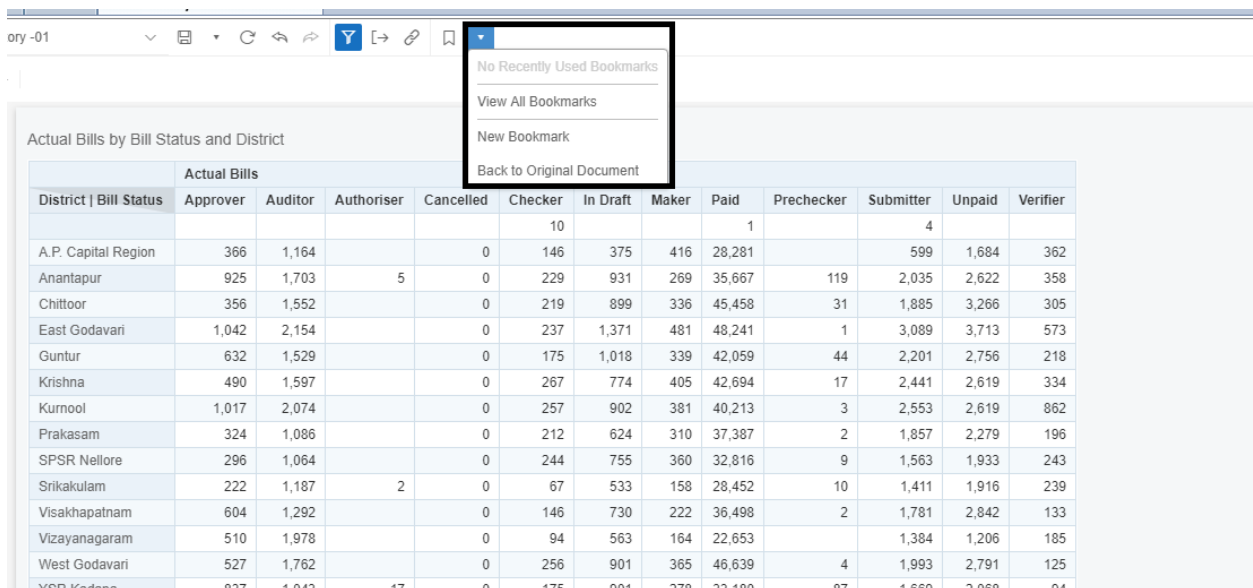 ory -01
No Recently Used Bookmarks
View All Bookmarks
New Bookmark
Back to Original Document
Actual Bills by Bill Status and District
Actual Bills
District | Bill Status Approver Auditor Authoriser Cancelled Checker In Draft Maker Paid Prechecker Submitter Unpaid Verifier
10 1 4
A.P. Capital Region 366 1,164 0 146 375 416 28,281 599 1,684 362
Anantapur 925 1,703 5 0 229 931 269 35,667 119 2,035 2,622 358
Chittoor 356 1,552 0 219 899 336 45,458 31 1,885 3,266 305
East Godavari 1,042 2,154 0 237 1,371 481 48,241 1 3,089 3,713 573
Guntur 632 1,529 0 175 1,018 339 42,059 44 2,201 2,756 218
Krishna 490 1,597 0 267 774 405 42,694 17 2,441 2,619 334
Kurnool 1,017 2,074 0 257 902 381 40,213 3 2,553 2,619 862
Prakasam 324 1,086 0 212 624 310 37,387 2 1,857 2,279 196
SPSR Nellore 296 1,064 0 244 755 360 32,816 9 1,563 1,933 243
Srikakulam 222 1,187 2 0 67 533 158 28,452 10 1,411 1,916 239
Visakhapatnam 604 1,292 0 146 730 222 36,498 2 1,781 2,842 133
Vizayanagaram 510 1,978 0 94 563 164 22,653 1,384 1,206 185
West Godavari 527 1,762 0 256 901 365 46,639 4 1,993 2,791 125